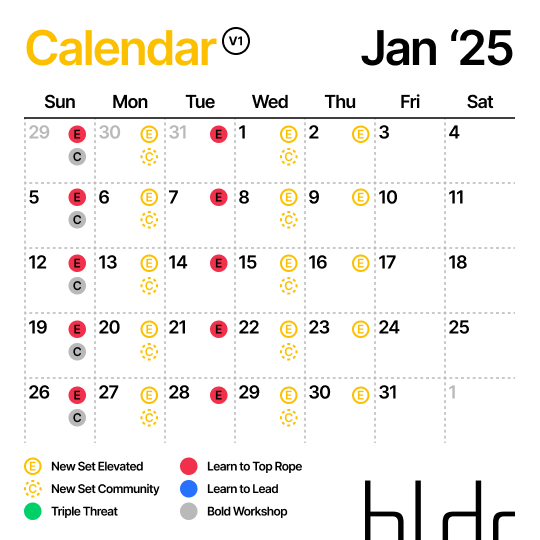 Calendar V1 Jan ‘25
Sun Mon Tue Wed Thu Fri Sat
29 E 30 E 31 E 1 E 2 E 3 4
C C C
5 E 6 E 7 E 8 E 9 E 10 11
C C C
12 E 13 E 14 E 15 E 16 E 17 18
C C C
19 E 20 E 21 E 22 E 23 E 24 25
C C C
26 E 27 E 28 E 29 E 30 E 31 1
C C C
E New Set Elevated Learn to Top Rope
C New Set Community Learn to Lead
Triple Threat Bold Workshop